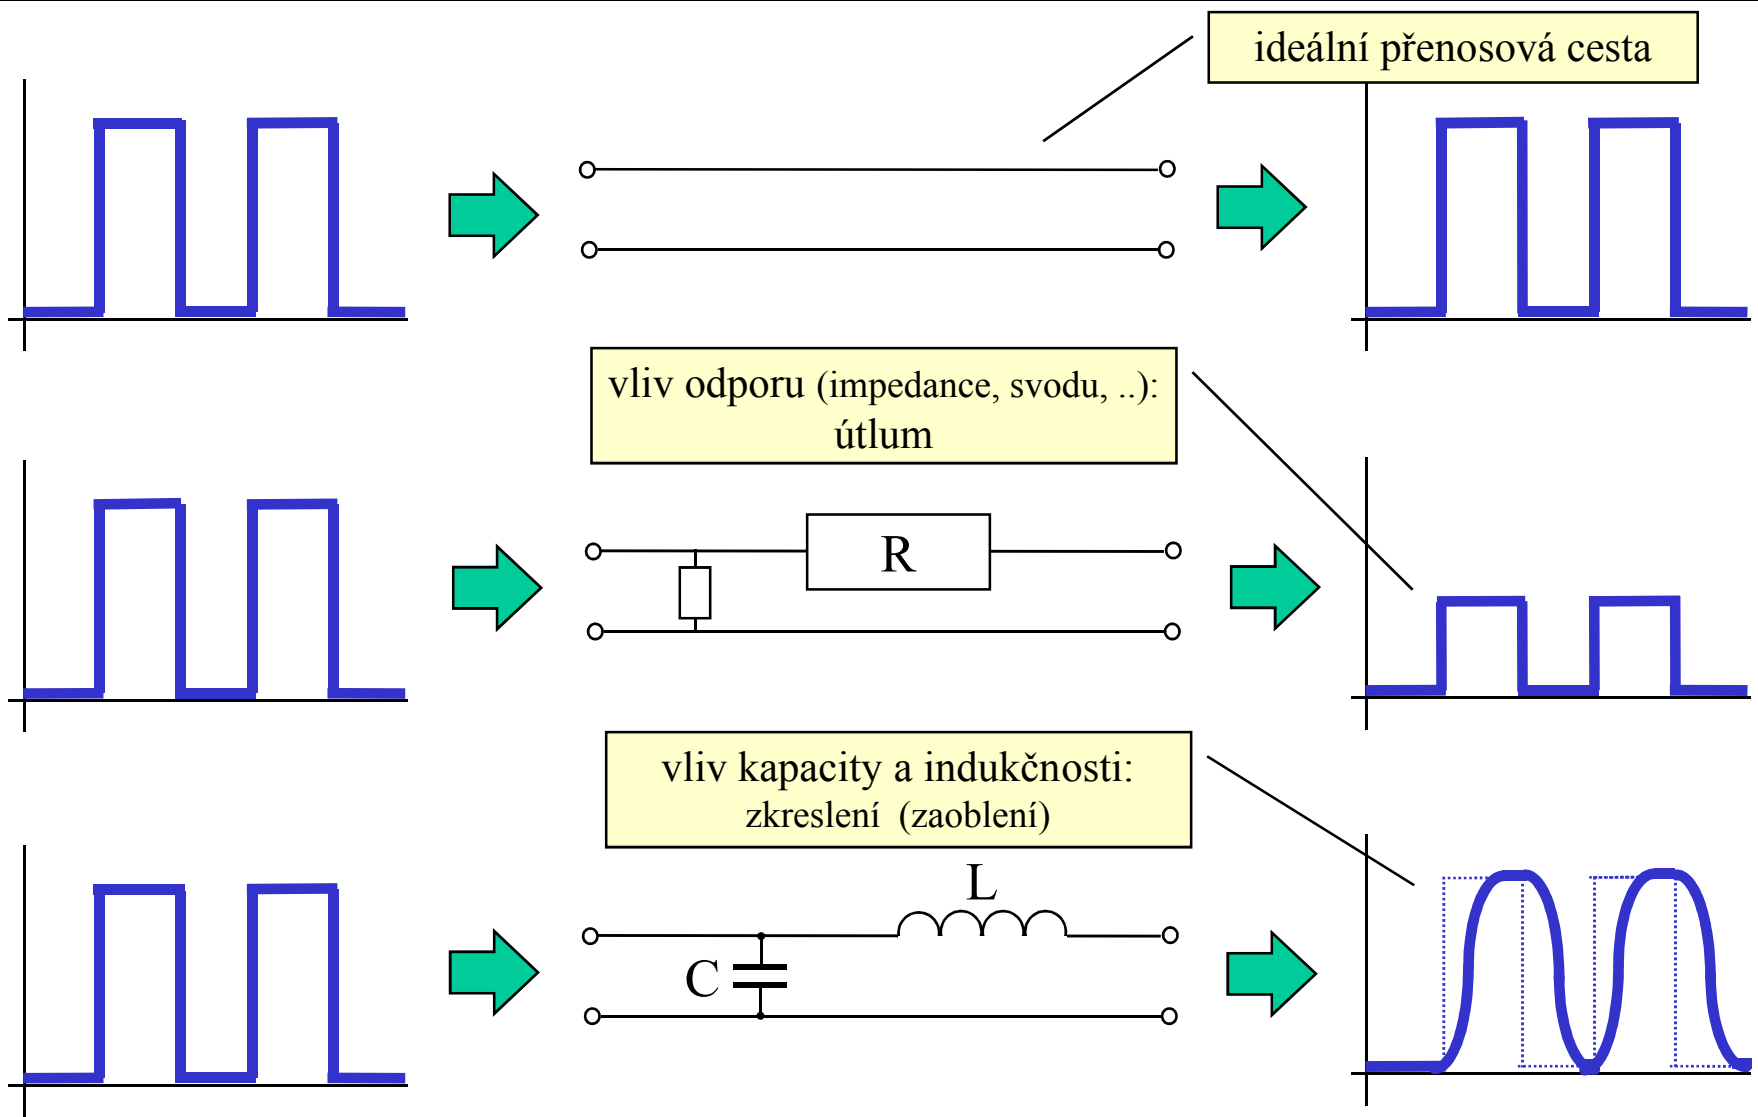 ideální přenosová cesta
vliv odporu (impedance, svodu, ..):
útlum
R
vliv kapacity a indukčnosti:
zkreslení (zaoblení)
L
C